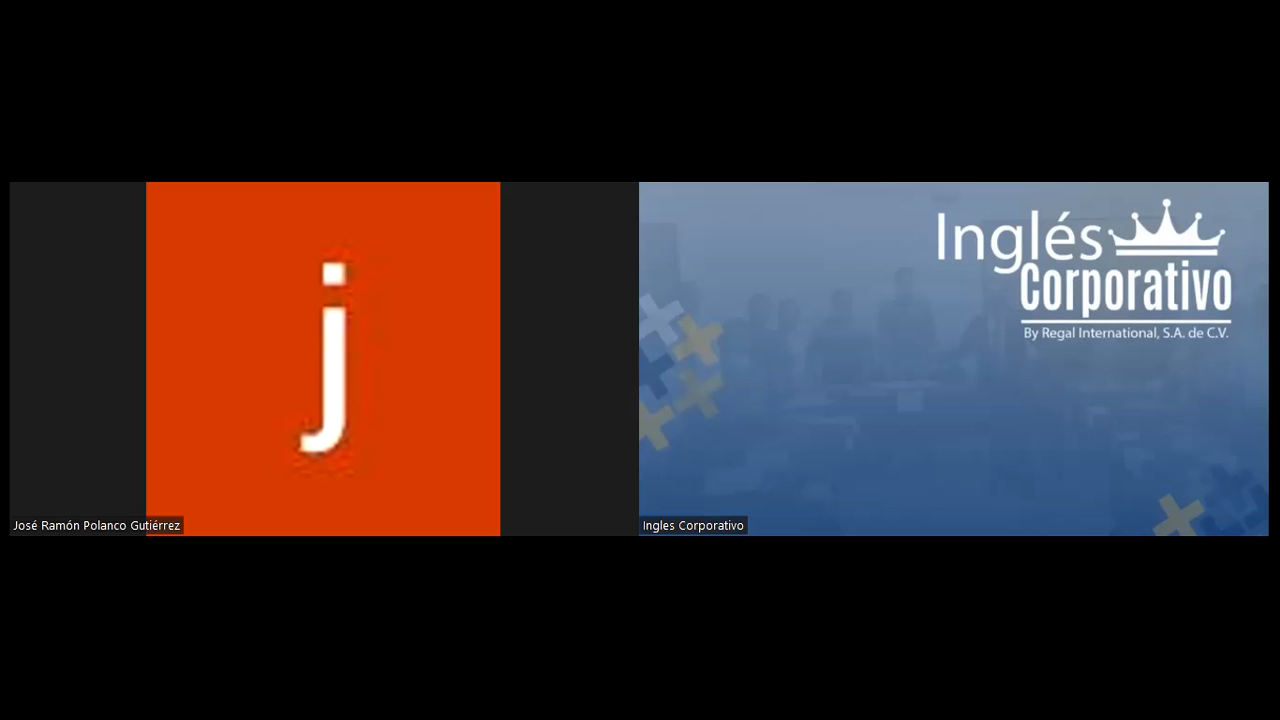 j
José Ramón Polanco Gutiérrez
Inglés
Corporativo
By Regal International, S.A. de C.V.
Ingles Corporativo